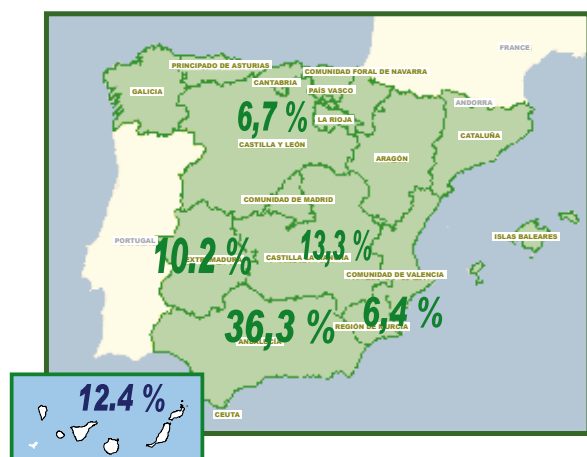 FRANCE
PRINCIPADO DE ASTURIAS
COMUNIDAD FORAL DE NAVARRA
CANTABRIA
GALICIA
PAÍS VASCO
ANDORRA
6,7 %
LA RIOJA
CATALUÑA
CASTILLA Y LEÓN
ARAGÓN
COMUNIDAD DE MADRID
ISLAS BALEARES
PORTUGAL
10.2 %
13,3 %
EXTREMADURA
CASTILLA LA MANCHA
COMUNIDAD DE VALENCIA
6,4 %
36,3 %
REGIÓN DE MURCIA
ANDALUCÍA
12.4 %
CEUTA